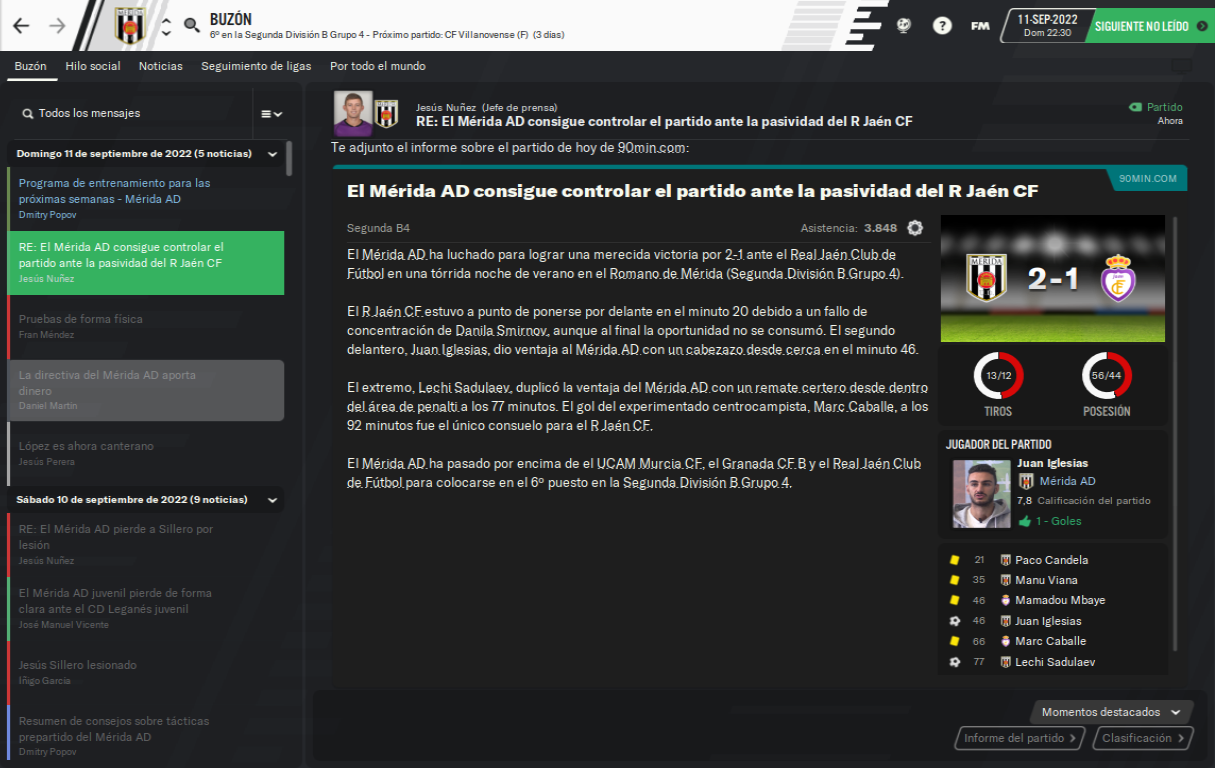 BUZÓN
6º en la Segunda División B Grupo 4 - Próximo partido: CF Villanovense (F) (3 días)
FM
11-SEP-2022
Dom 22:30
SIGUIENTE NO LEÍDO
Buzón
Hilo social
Noticias
Seguimiento de ligas
Por todo el mundo
Todos los mensajes
Domingo 11 de septiembre de 2022 (5 noticias)
Programa de entrenamiento para las
próximas semanas - Mérida AD
Dmitry Popov
RE: El Mérida AD consigue controlar el
partido ante la pasividad del R Jaén CF
Jesús Nuñez
Pruebas de forma física
Fran Méndez
La directiva del Mérida AD aporta
dinero
Daniel Martin
López es ahora canterano
Jesús Perera
Sábado 10 de septiembre de 2022 (9 noticias)
RE: El Mérida AD pierde a Sillero por
lesión
Jesús Nuñez
El Mérida AD juvenil pierde de forma
clara ante el CD Leganés juvenil
José Manuel Vicente
Jesús Sillero lesionado
Iñigo Garcia
Resumen de consejos sobre tácticas
prepartido del Mérida AD
Dmitry Popov
Jesús Nuñez (Jefe de prensa)
RE: El Mérida AD consigue controlar el partido ante la pasividad del R Jaén CF
Partido
Ahora
Te adjunto el informe sobre el partido de hoy de 90min.com:
El Mérida AD consigue controlar el partido ante la pasividad del R Jaén CF
90MIN.COM
Segunda B4
Asistencia: 3.848
El Mérida AD ha luchado para lograr una merecida victoria por 2-1 ante el Real Jaén Club de
Fútbol en una tórrida noche de verano en el Romano de Mérida (Segunda División B Grupo 4).
El R Jaén CF estuvo a punto de ponerse por delante en el minuto 20 debido a un fallo de
concentración de Danila Smirnov, aunque al final la oportunidad no se consumó. El segundo
delantero, Juan Iglesias, dio ventaja al Mérida AD con un cabezazo desde cerca en el minuto 46.
El extremo, Lechi Sadulaev, duplicó la ventaja del Mérida AD con un remate certero desde dentro
del área de penalti a los 77 minutos. El gol del experimentado centrocampista, Marc Caballe, a los
92 minutos fue el único consuelo para el R Jaén CF.
El Mérida AD ha pasado por encima de el UCAM Murcia CF, el Granada CF B y el Real Jaén Club
de Fútbol para colocarse en el 6º puesto en la Segunda División B Grupo 4.
MÉRIDA
2-1
13/12
TIROS
56/44
POSESIÓN
JUGADOR DEL PARTIDO
Juan Iglesias
Mérida AD
7,8 Calificación del partido
1 - Goles
21 Paco Candela
35 Manu Viana
46 Mamadou Mbaye
46 Juan Iglesias
66 Marc Caballe
77 Lechi Sadulaev
Momentos destacados
Informe del partido
Clasificación